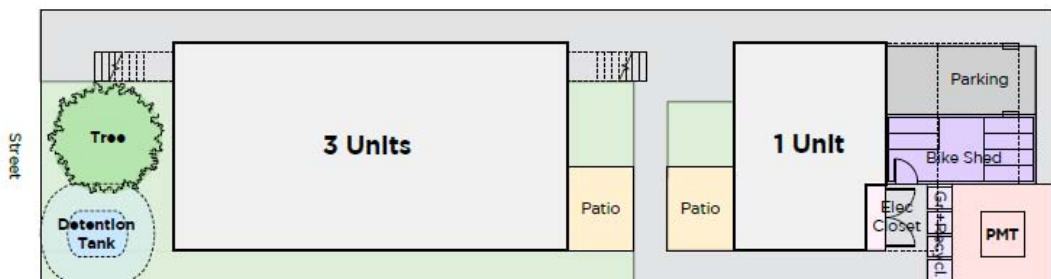 Street
Tree
Detention
Tank
3 Units
Patio
Patio
1 Unit
Parking
Bike Shed
Elec
Closet
PMT